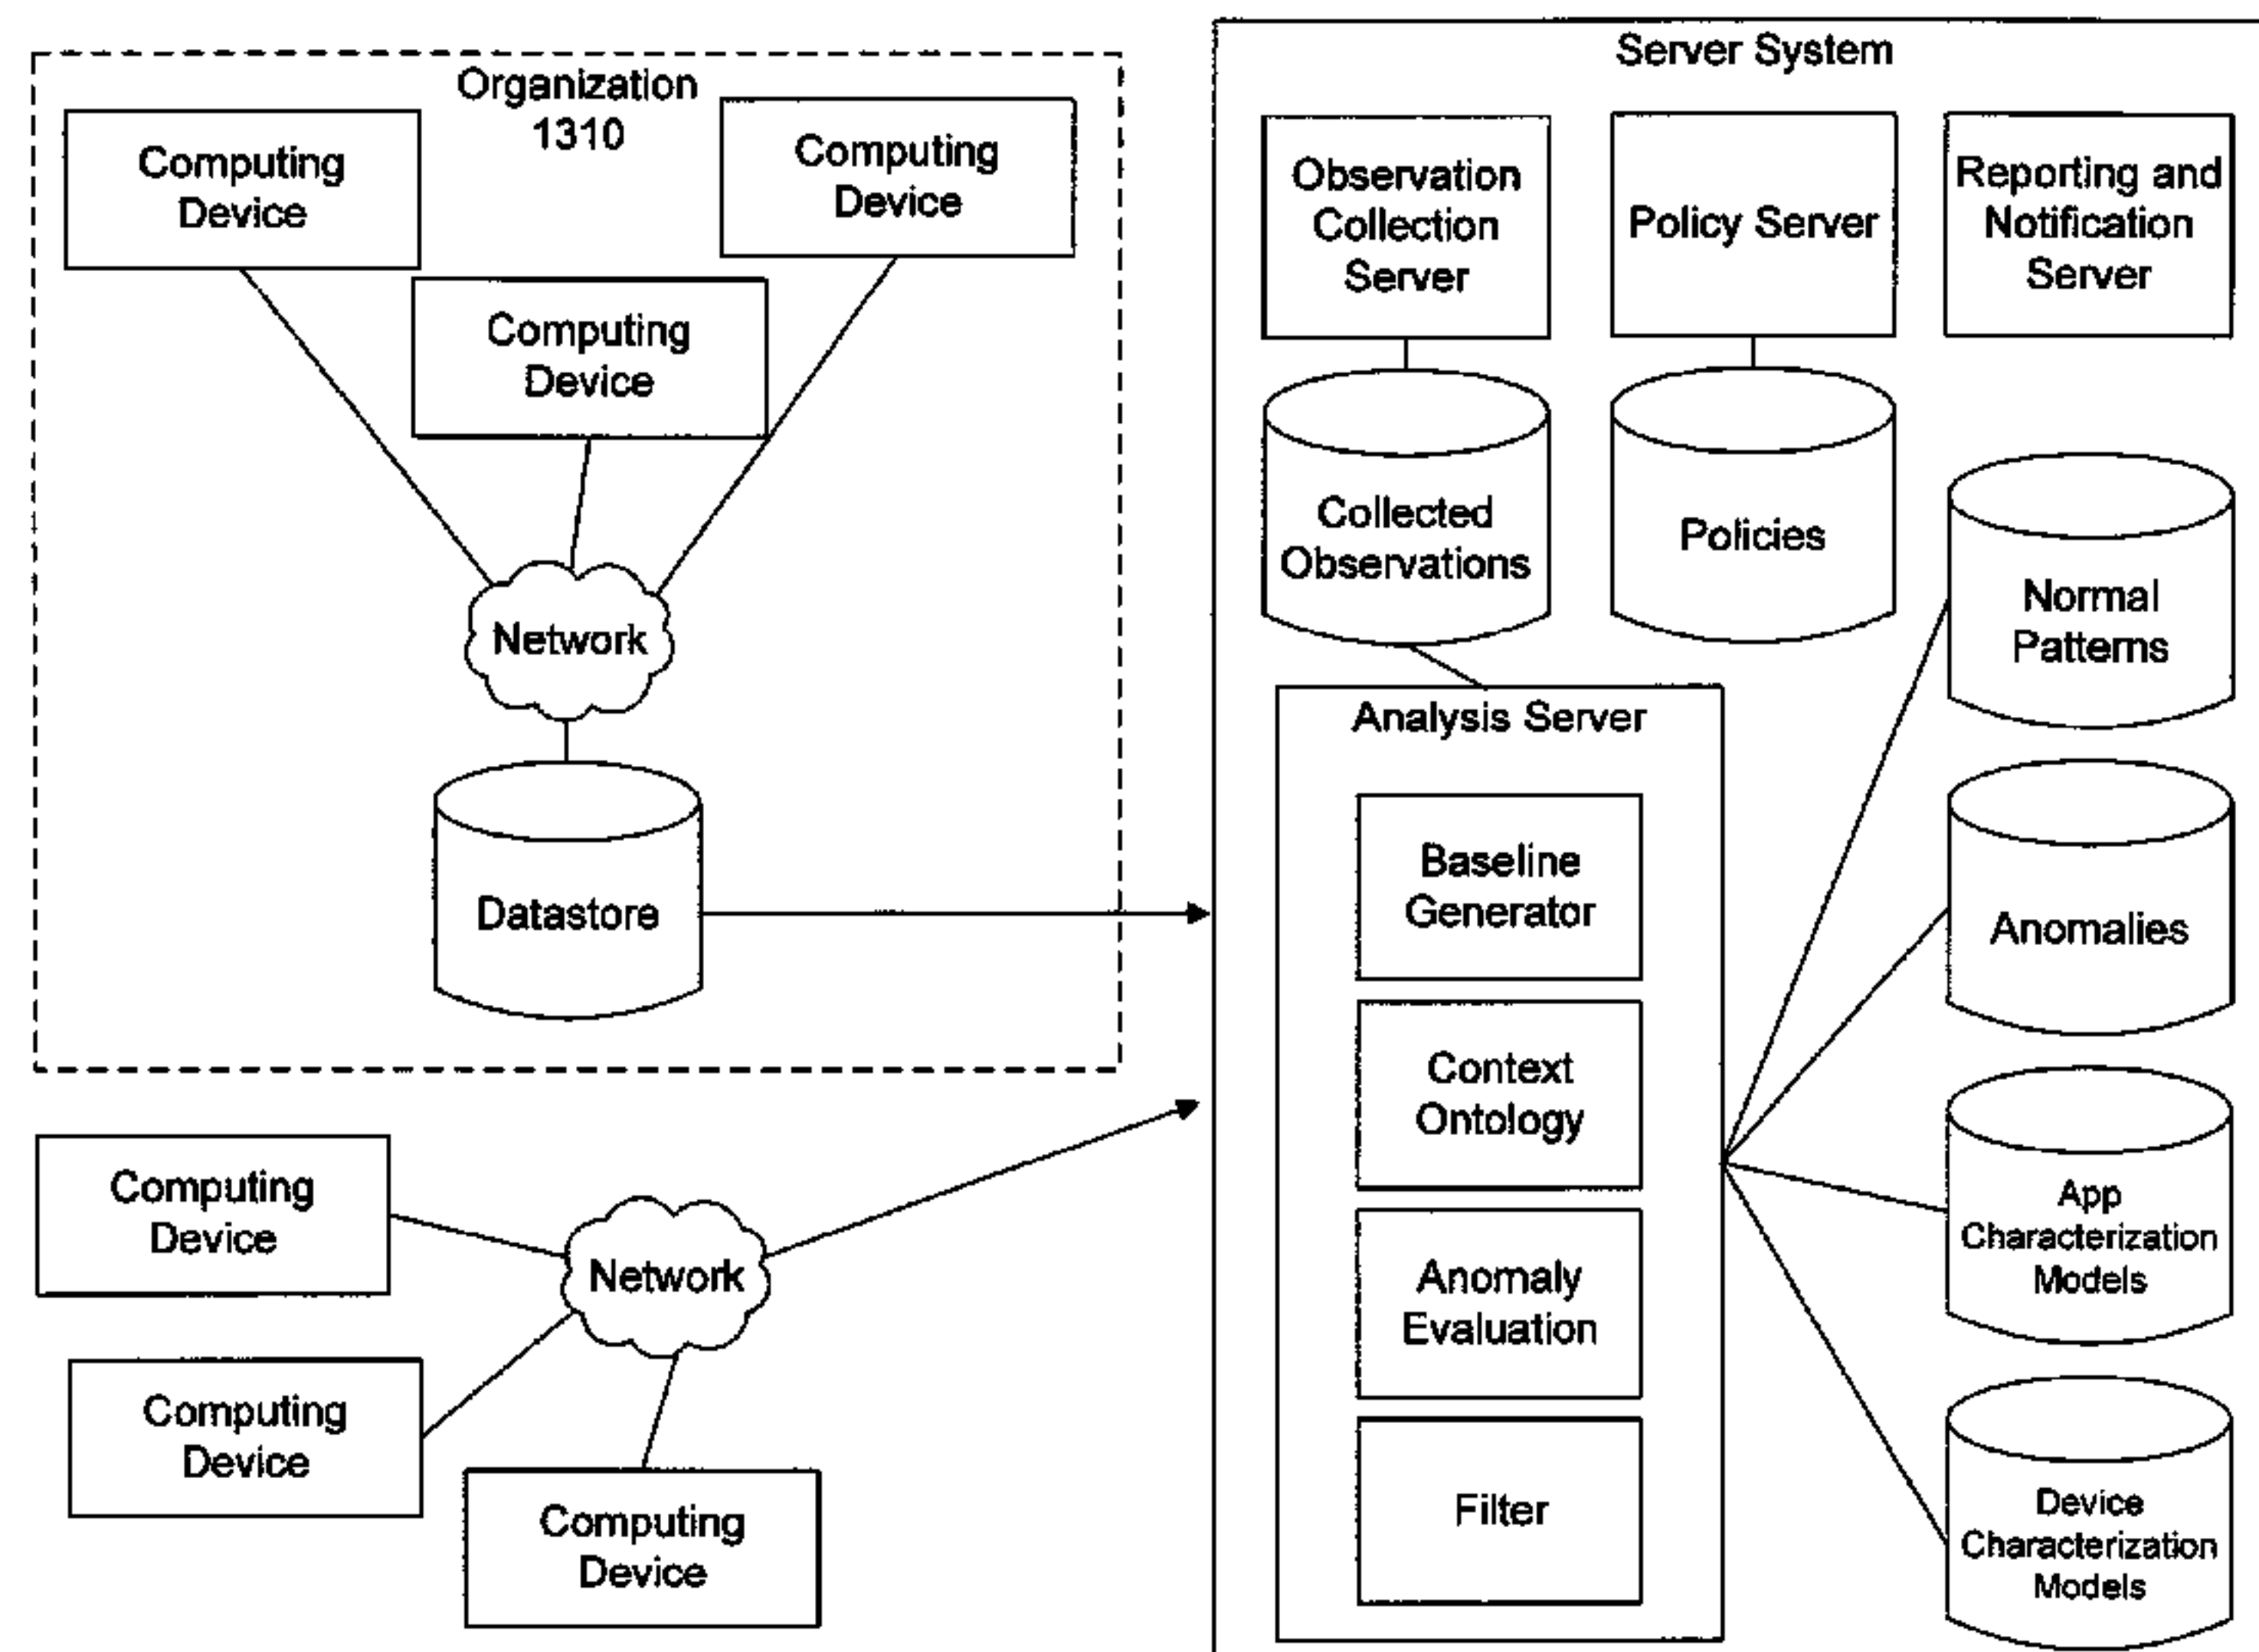 Organization
1310
Computing
Device
Computing
Device
Computing
Device
Network
Datastore
Computing
Device
Computing
Device
Computing
Device
Network
Server System
Observation
Collection
Server
Policy Server
Reporting and
Notification
Server
Collected
Observations
Policies
Normal
Patterns
Anomalies
App
Characterization
Models
Device
Characterization
Models
Analysis Server
Baseline
Generator
Context
Ontology
Anomaly
Evaluation
Filter